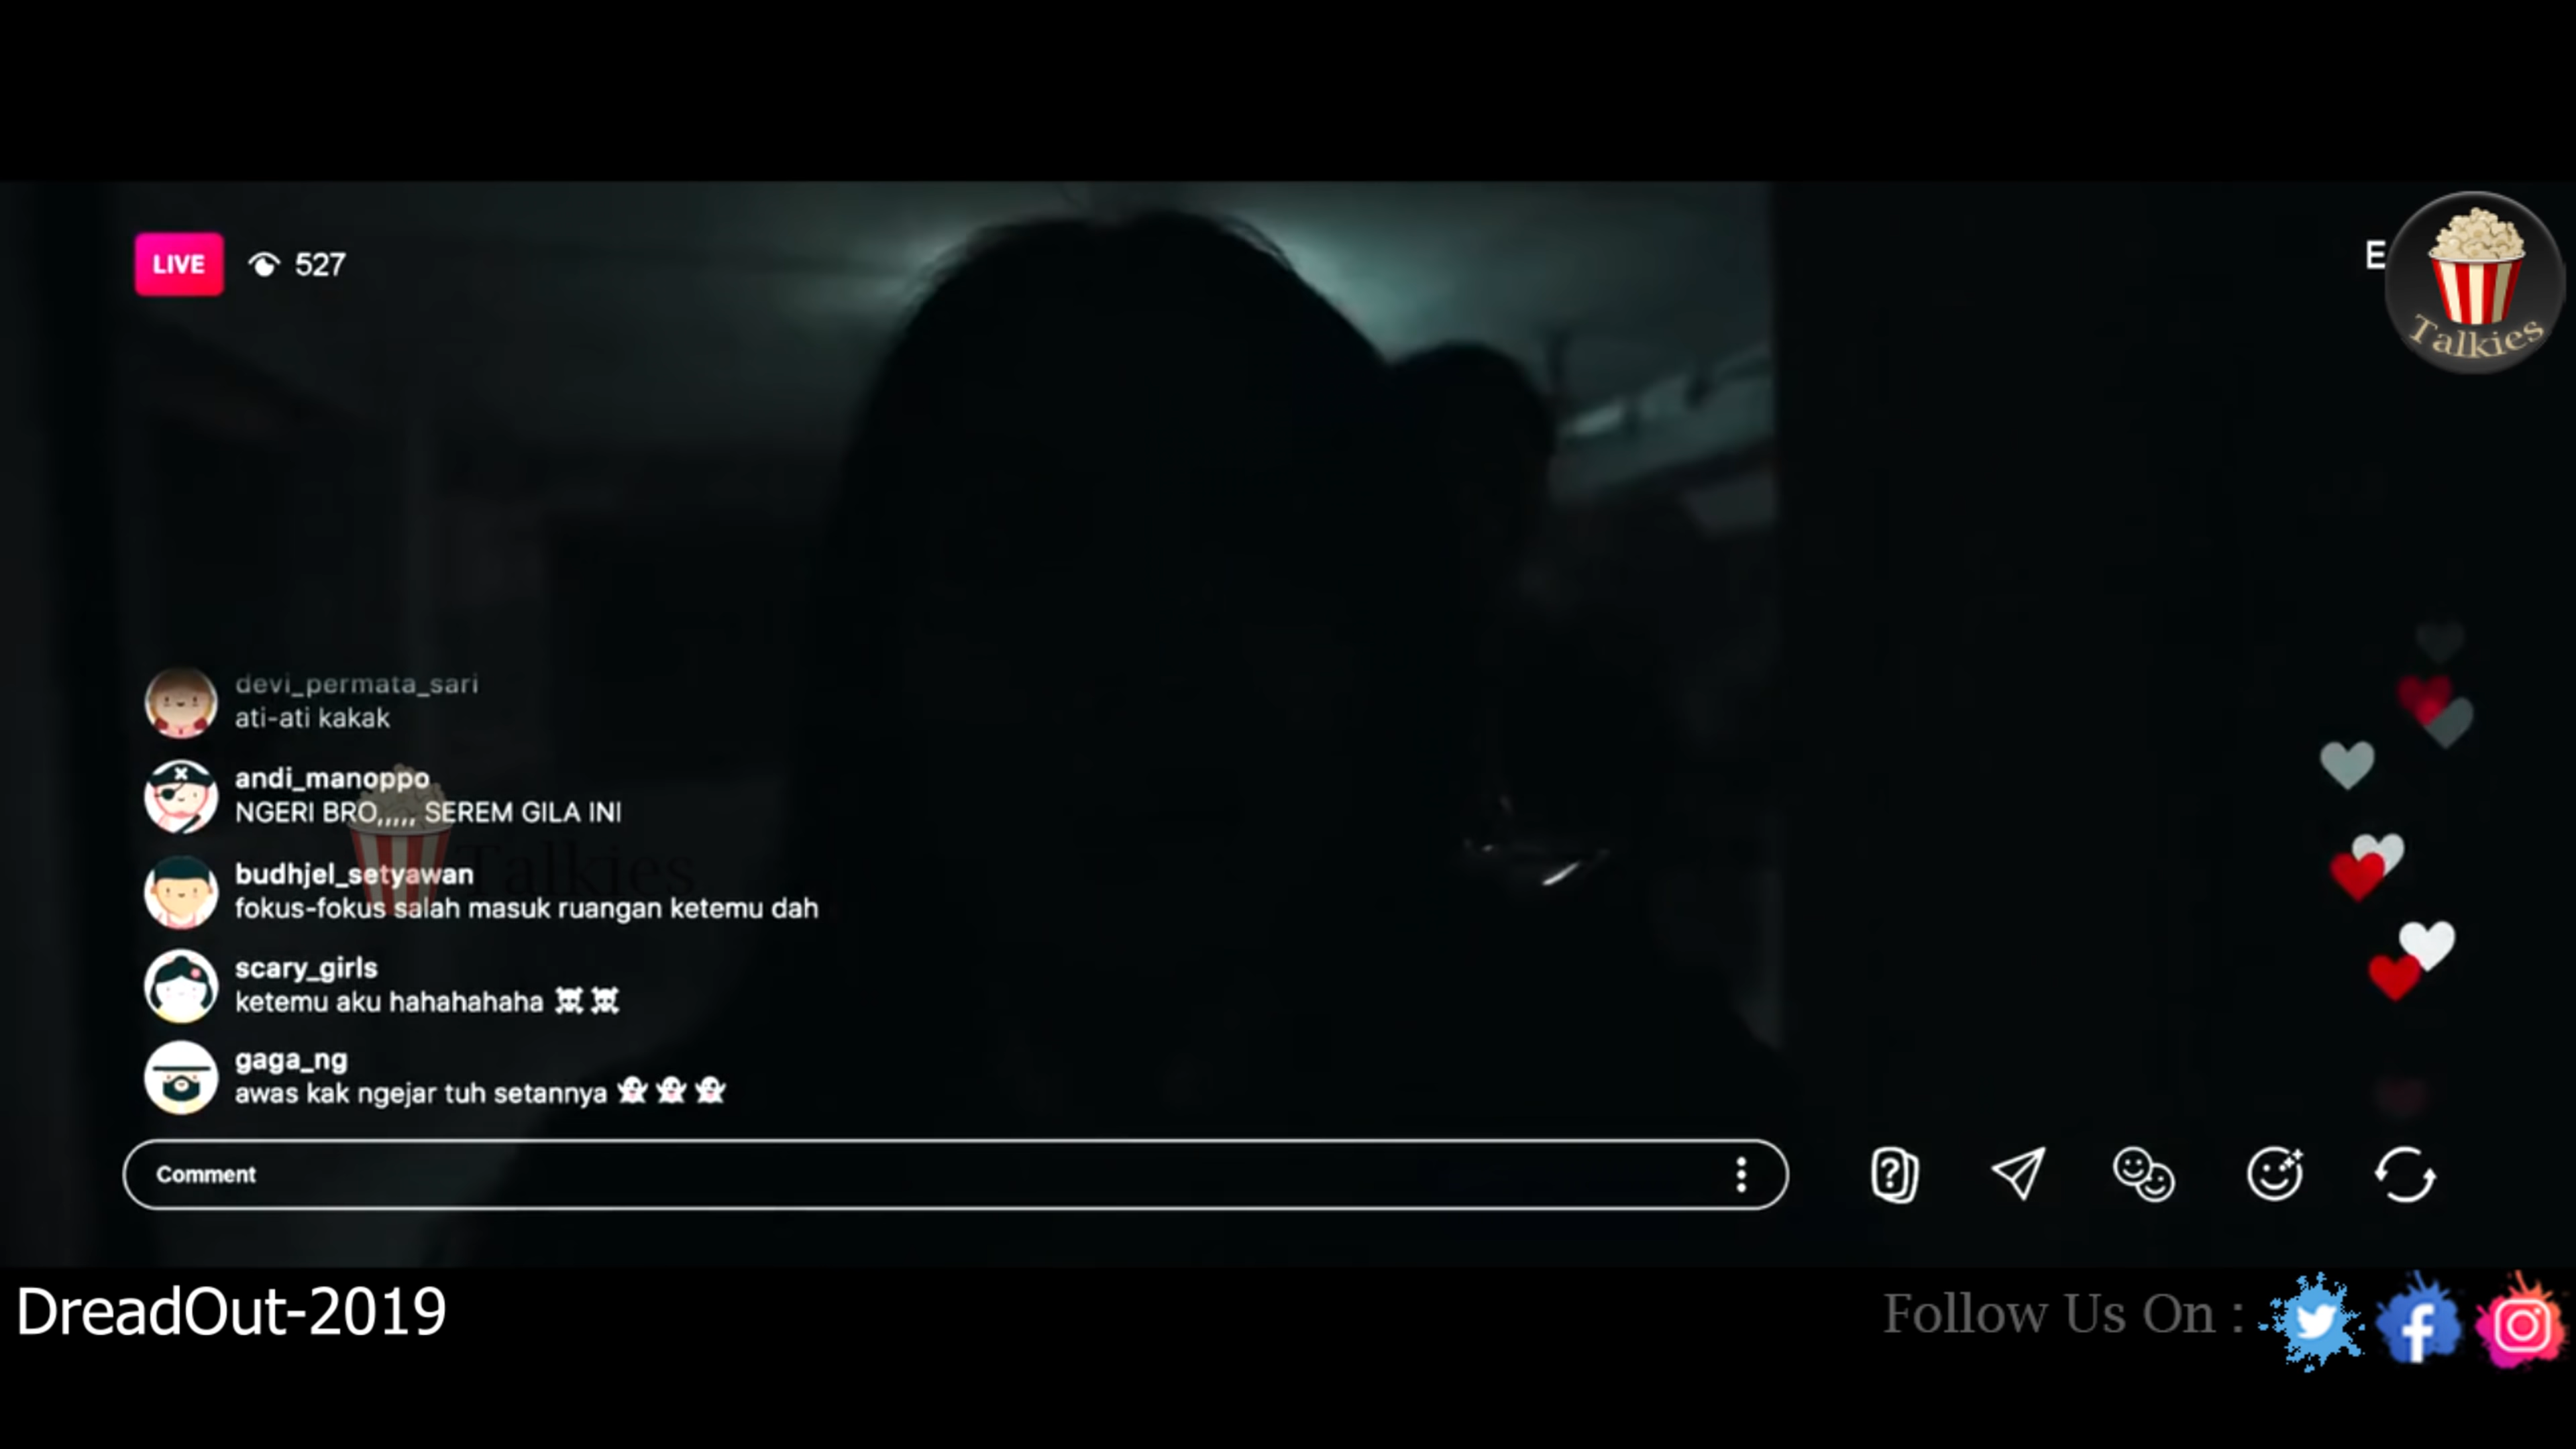 LIVE 527
E
Talkies
devi_permata_sari
ati-ati kakak
andi_manoppo
NGERI BRO,,,,, SEREM GILA INI
Talkies
budhjel_setyawan
fokus-fokus salah masuk ruangan ketemu dah
scary_girls
ketemu aku hahahahaha ☠️☠️
gaga_ng
awas kak ngejar tuh setannya 👻👻👻
Comment
DreadOut-2019
Follow Us On :